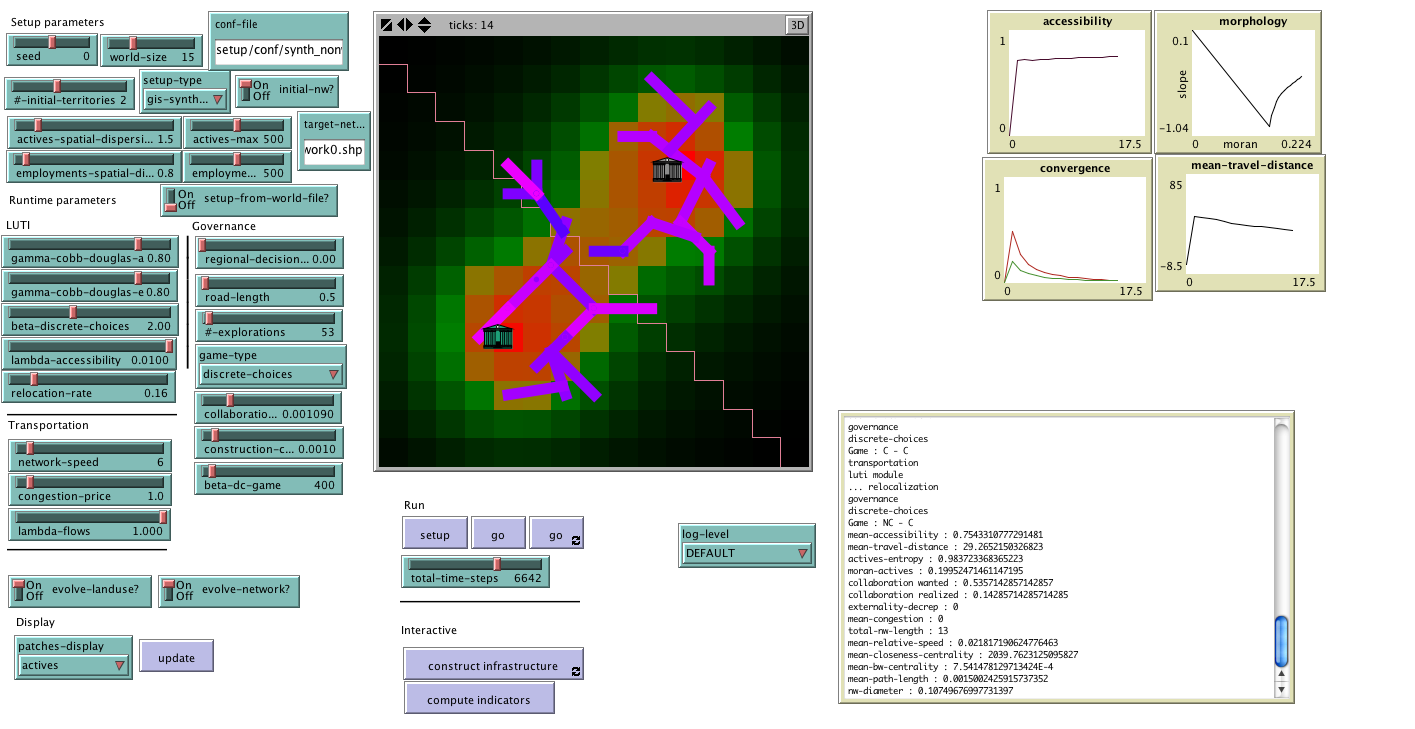 Setup parameters
seed 0
world-size 15
conf-file
setup/conf/synth_non
#-initial-territories 2
setup-type
gis-synth...
On
Off
initial-nw?
actives-spatial-dispersi... 1.5
actives-max 500
target-net...
work0.shp
employments-spatial-di... 0.8
employme... 500
Runtime parameters
On
Off
setup-from-world-file?
LUTI
gamma-cobb-douglas-a 0.80
gamma-cobb-douglas-e 0.80
beta-discrete-choices 2.00
lambda-accessibility 0.0100
relocation-rate 0.16
Governance
regional-decision... 0.00
road-length 0.5
#-explorations 53
game-type
discrete-choices
collaboratio... 0.001090
construction-c... 0.0010
beta-dc-game 400
Transportation
network-speed 6
congestion-price 1.0
lambda-flows 1.000
On
Off
evolve-landuse?
On
Off
evolve-network?
Display
patches-display
actives
update
ticks: 14
3D
Run
setup
go
go
total-time-steps 6642
log-level
DEFAULT
Interactive
construct infrastructure
compute indicators
accessibility
1
0
0 17.5
morphology
0.1
slope
-1.04
0 moran 0.224
convergence
1
0
0 17.5
mean-travel-distance
85
-8.5
0 17.5
governance
discrete-choices
Game : C - C
transportation
luti module
... relocalization
governance
discrete-choices
Game : NC - C
mean-accessibility : 0.7543310777291481
mean-travel-distance : 29.2652150326823
actives-entropy : 0.983723368365223
moran-actives : 0.19952471461147195
collaboration wanted : 0.5357142857142857
collaboration realized : 0.14285714285714285
externality-decrep : 0
mean-congestion : 0
total-nw-length : 13
mean-relative-speed : 0.021817190624776463
mean-closeness-centrality : 2039.7623125095827
mean-bw-centrality : 7.541478129713424E-4
mean-path-length : 0.0015002425915737352
nw-diameter : 0.10749676997731397